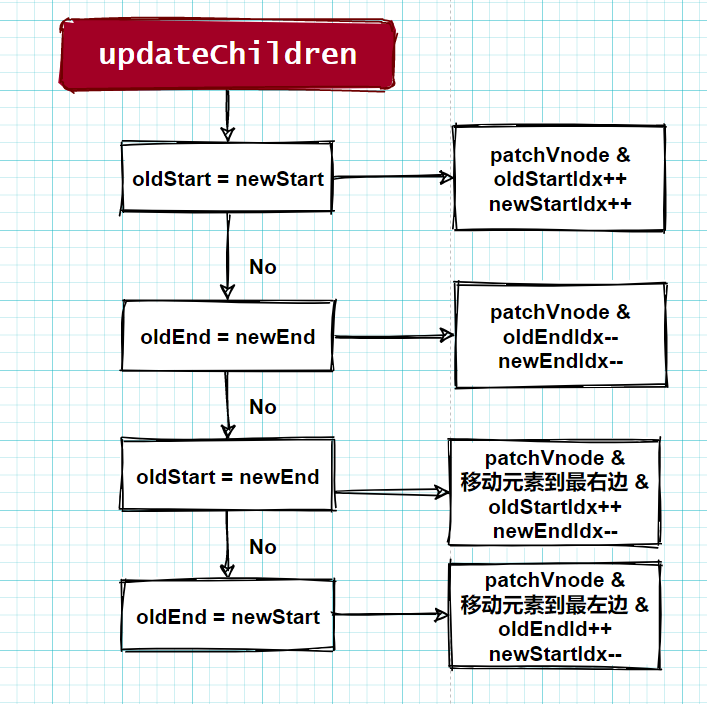 updateChildren
oldStart = newStart
patchVnode &
oldStartIdx++
newStartIdx++
No
oldEnd = newEnd
patchVnode &
oldEndIdx--
newEndIdx--
No
oldStart = newEnd
patchVnode &
移动元素到最右边 &
oldStartIdx++
newEndIdx--
No
oldEnd = newStart
patchVnode &
移动元素到最左边 &
oldEndId++
newStartIdx--